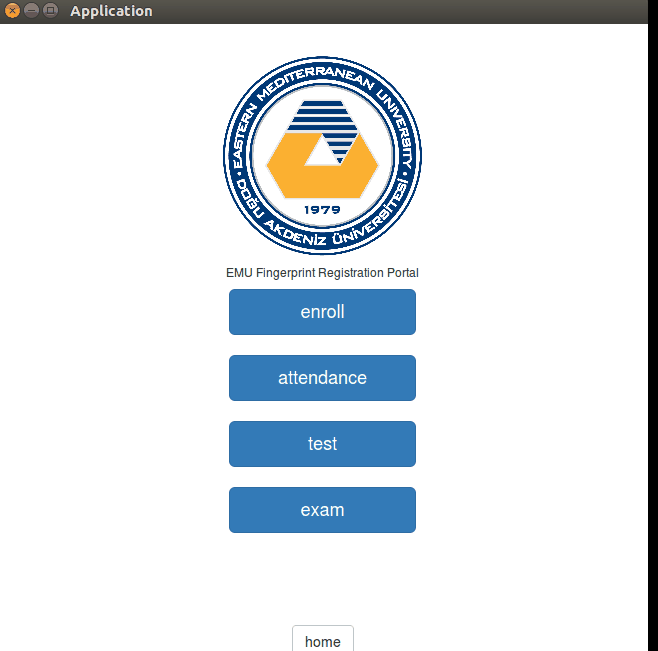 Application
EASTERN MEDITERRANEAN UNIVERSITY
DOĞU AKDENİZ ÜNİVERSİTESİ
1979
EMU Fingerprint Registration Portal
enroll
attendance
test
exam
home